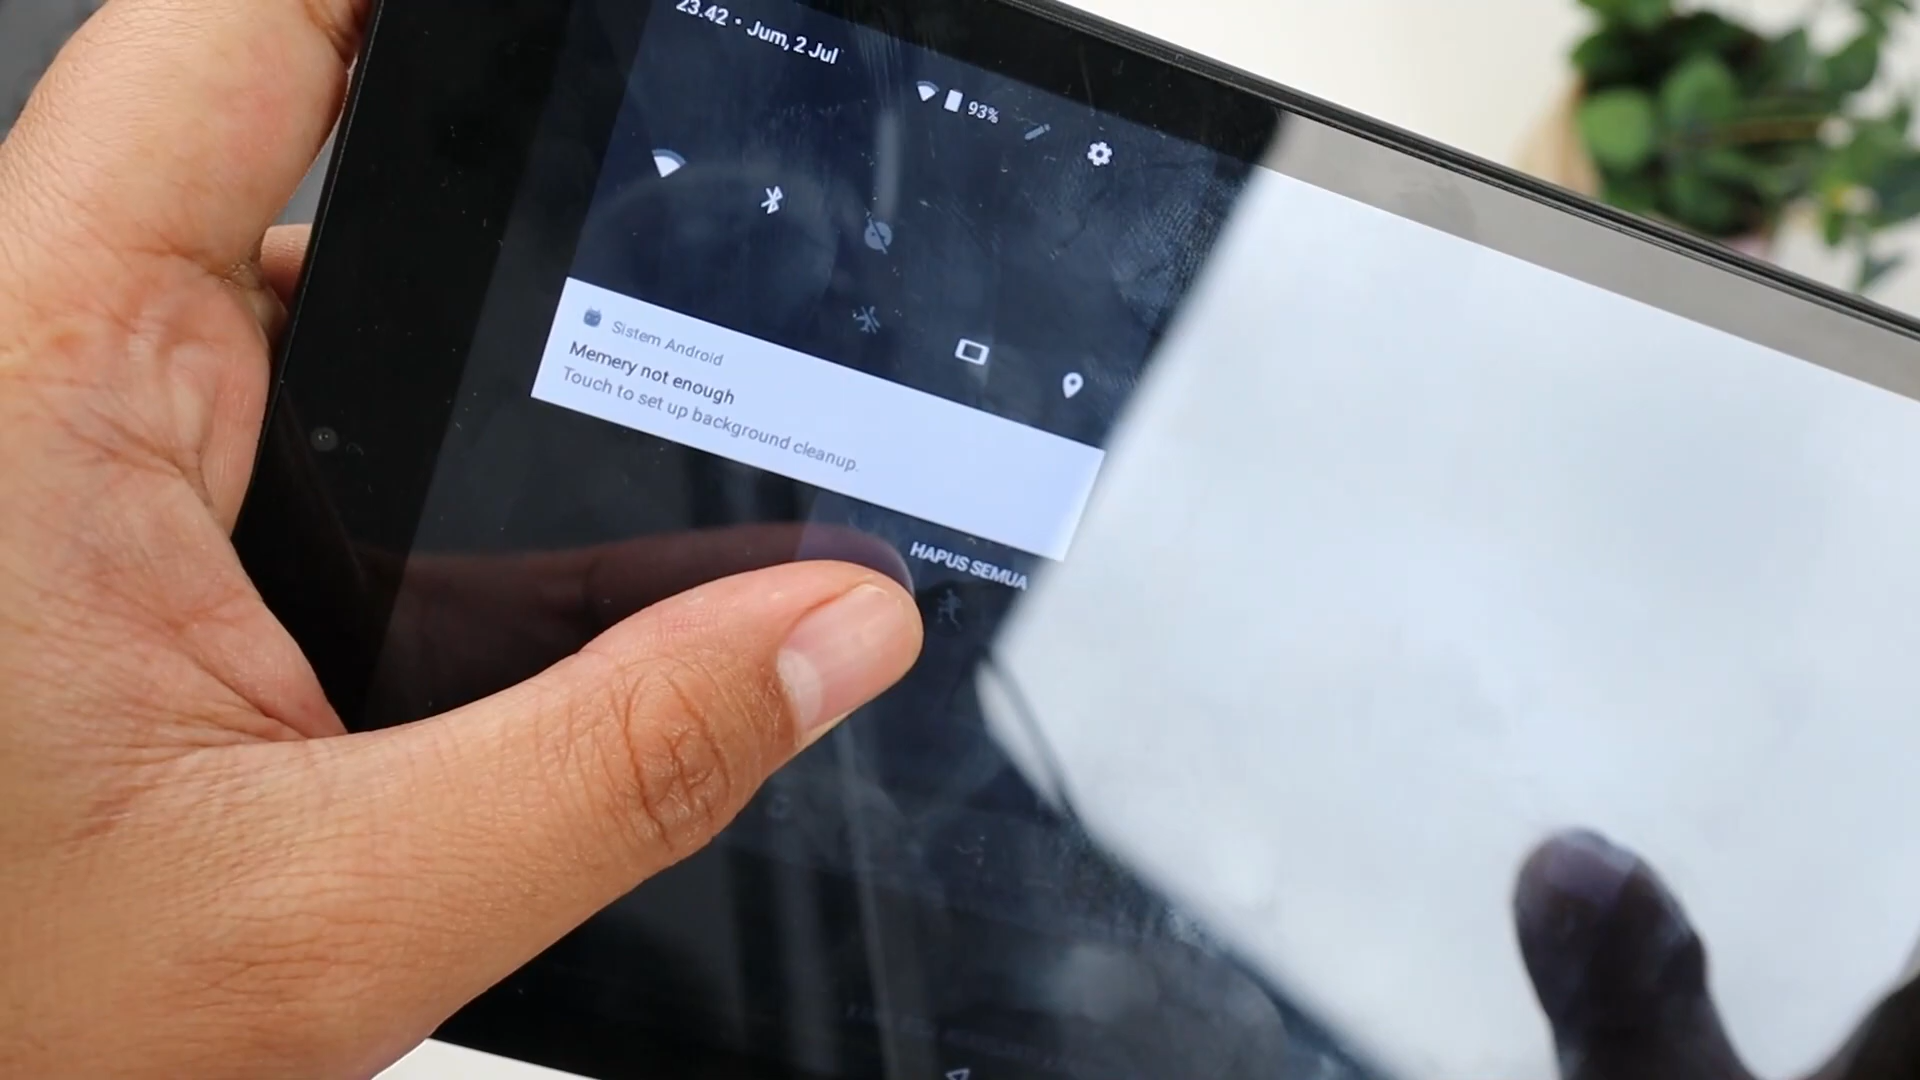 23.42 • Jum, 2 Jul
93%
Sistem Android
Memery not enough
Touch to set up background cleanup.
HAPUS SEMUA